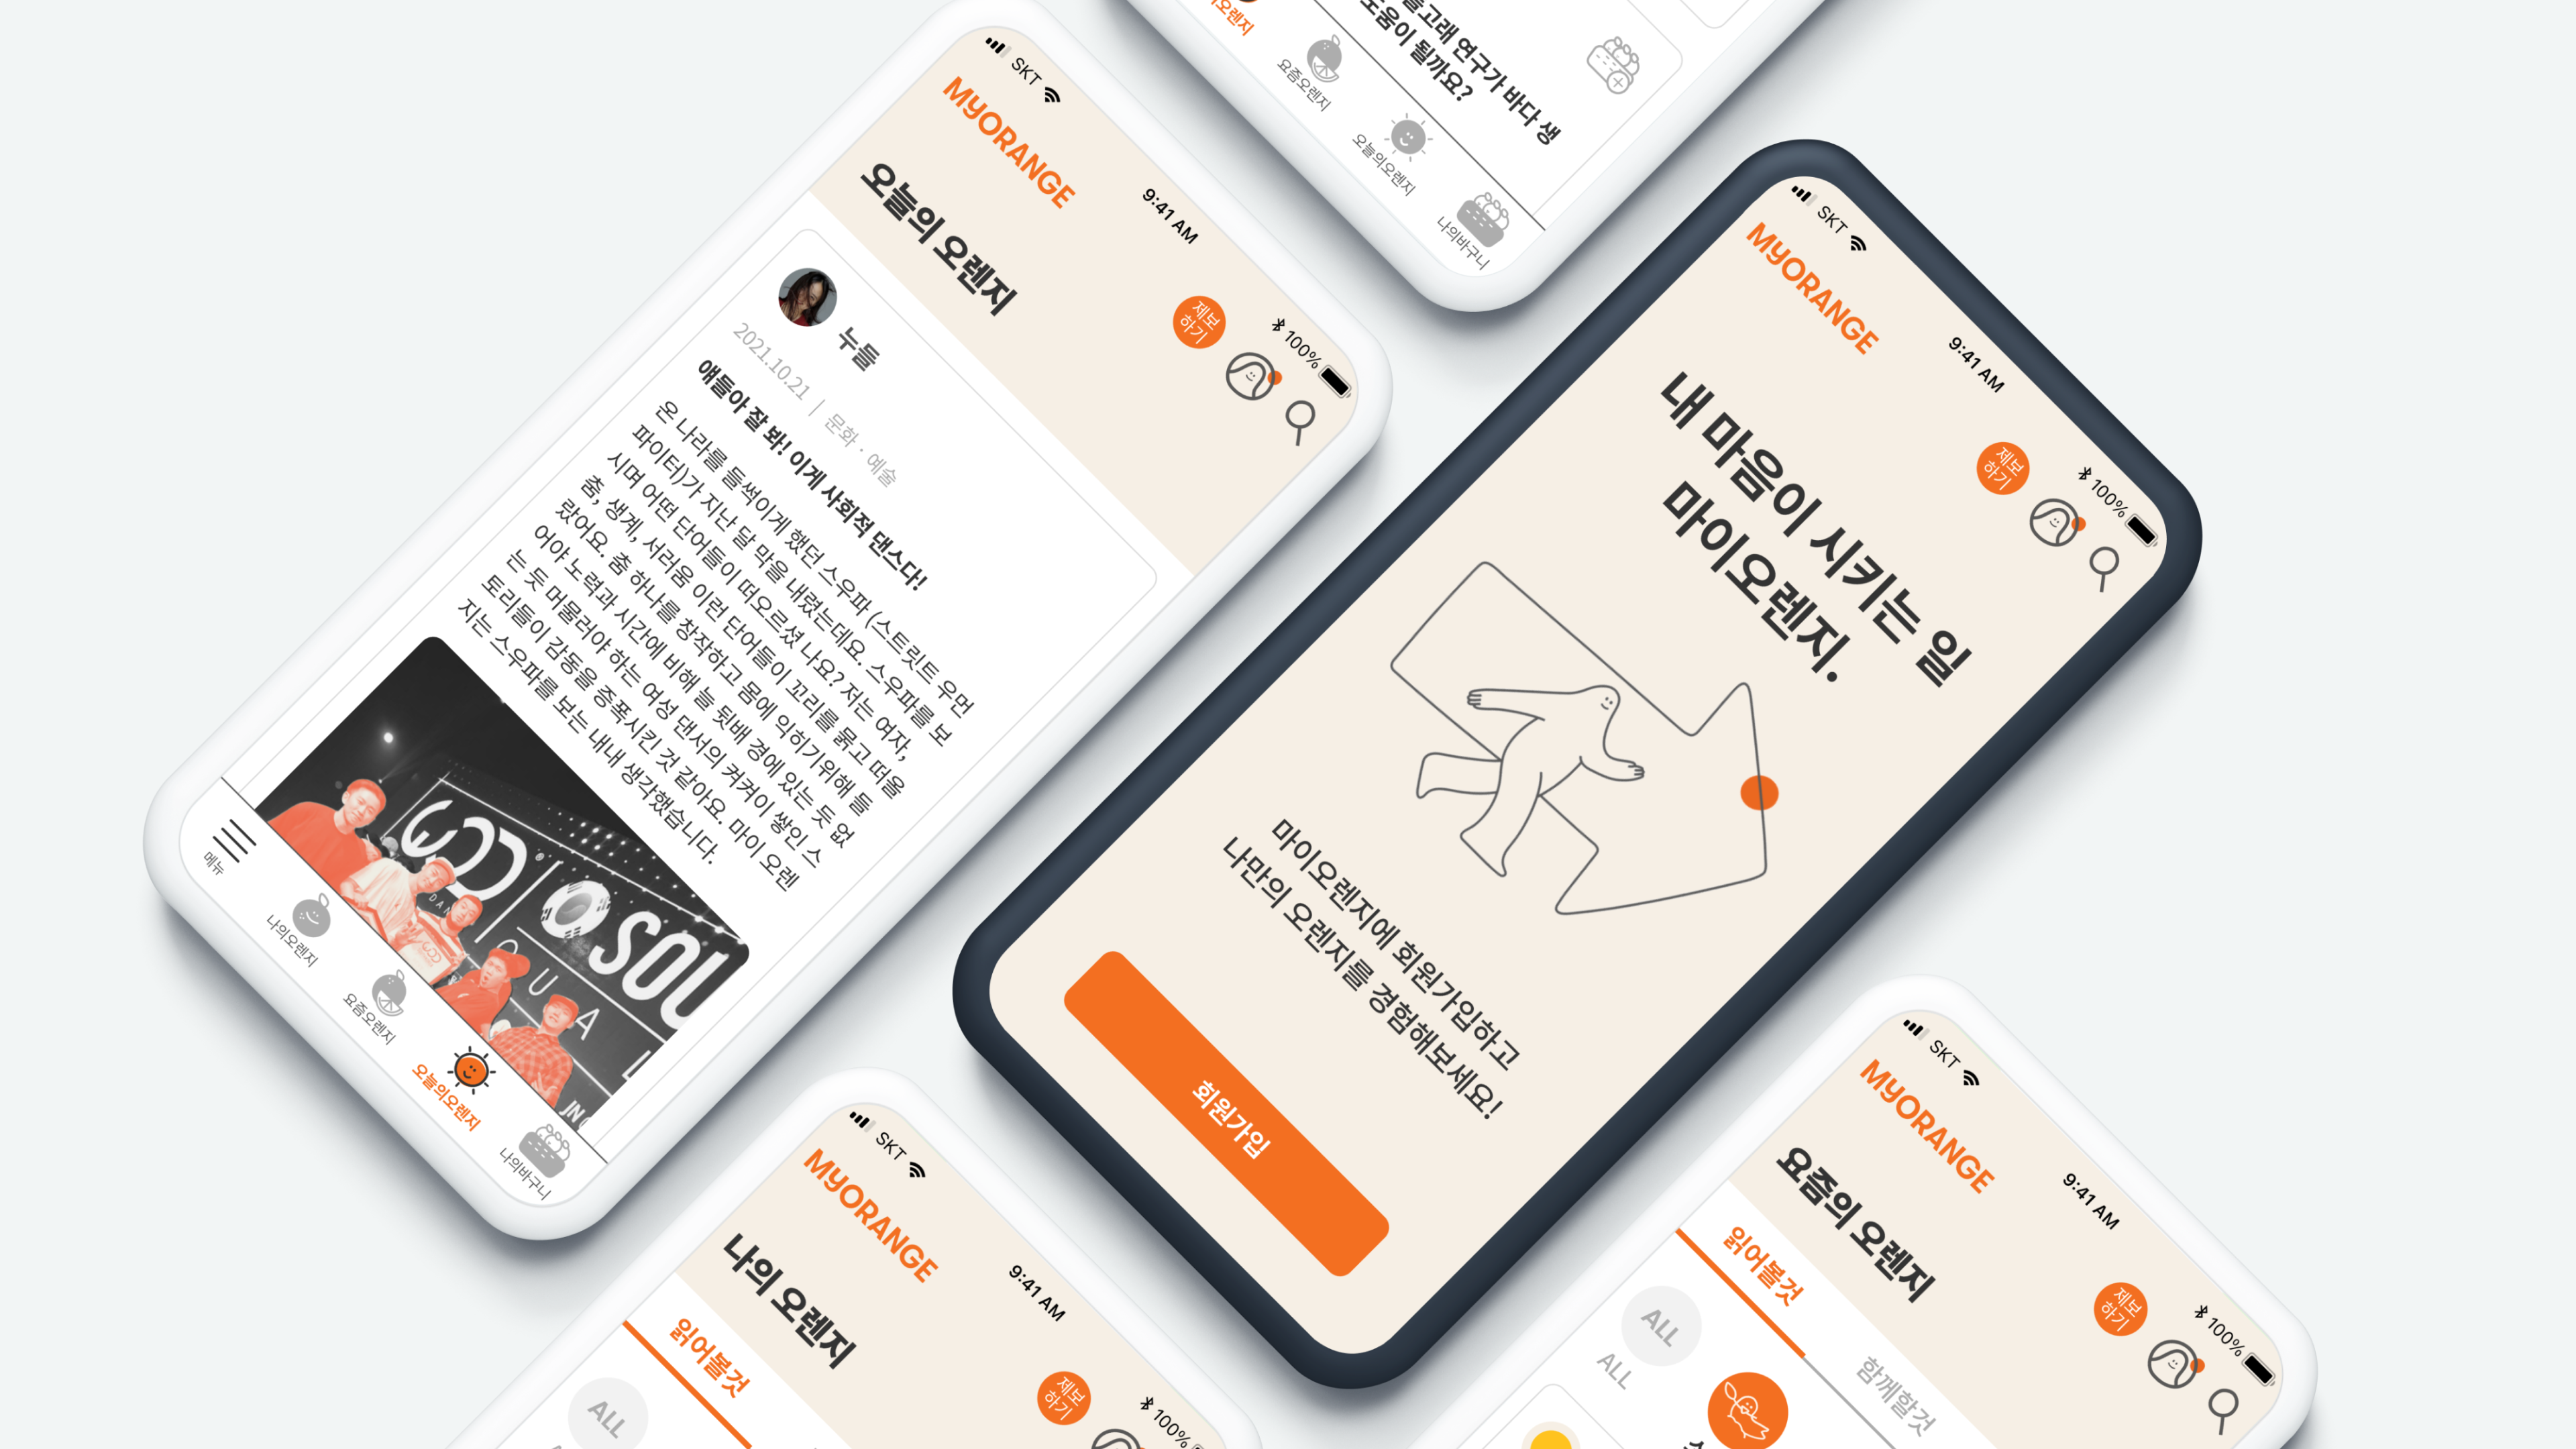 SKT
9:41 AM
100%
MYORANGE
제보
하기
오늘의 오렌지
누들
2021.10.21 | 문화 · 예술
얘들아 잘 봐! 이게 사회적 댄스다!
온 나라를 들썩이게 했던 스우파 (스트릿트 우먼
파이터)가 지난 달 막을 내렸는데요. 스우파를 보
시며 어떤 단어들이 떠오르셨 나요? 저는 여자,
춤, 생계, 서러움 이런 단어들이 꼬리를 묽고 떠올
랐어요. 춤 하나를 창작하고 몸에 익히기위해 들
어야 노력과 시간에 비해 늘 뒷배 경에 있는 듯 없
는 듯 머물러야 하는 여성 댄서의 켜켜이 쌓인 스
토리들이 감동을 증폭시킨 것 같아요. 마이 오렌
지는 스우파를 보는 내내 생각했습니다.
SOU
DAN
QUA
JN
메뉴
나의오렌지
요즘오렌지
오늘의오렌지
나의바구니
돌고래 연구가 바다 생
도움이 될까요?
오렌지
요즘오렌지
오늘의오렌지
나의바구니
SKT
9:41 AM
100%
MYORANGE
제보
하기
내 마음이 시키는 일
마이오렌지.
마이오렌지에 회원가입하고
나만의 오렌지를 경험해보세요!
회원가입
SKT
9:41 AM
100%
MYORANGE
제보
하기
나의 오렌지
읽어볼것
ALL
SKT
9:41 AM
100%
MYORANGE
제보
하기
요즘의 오렌지
읽어볼것
함께할것
ALL
ALL